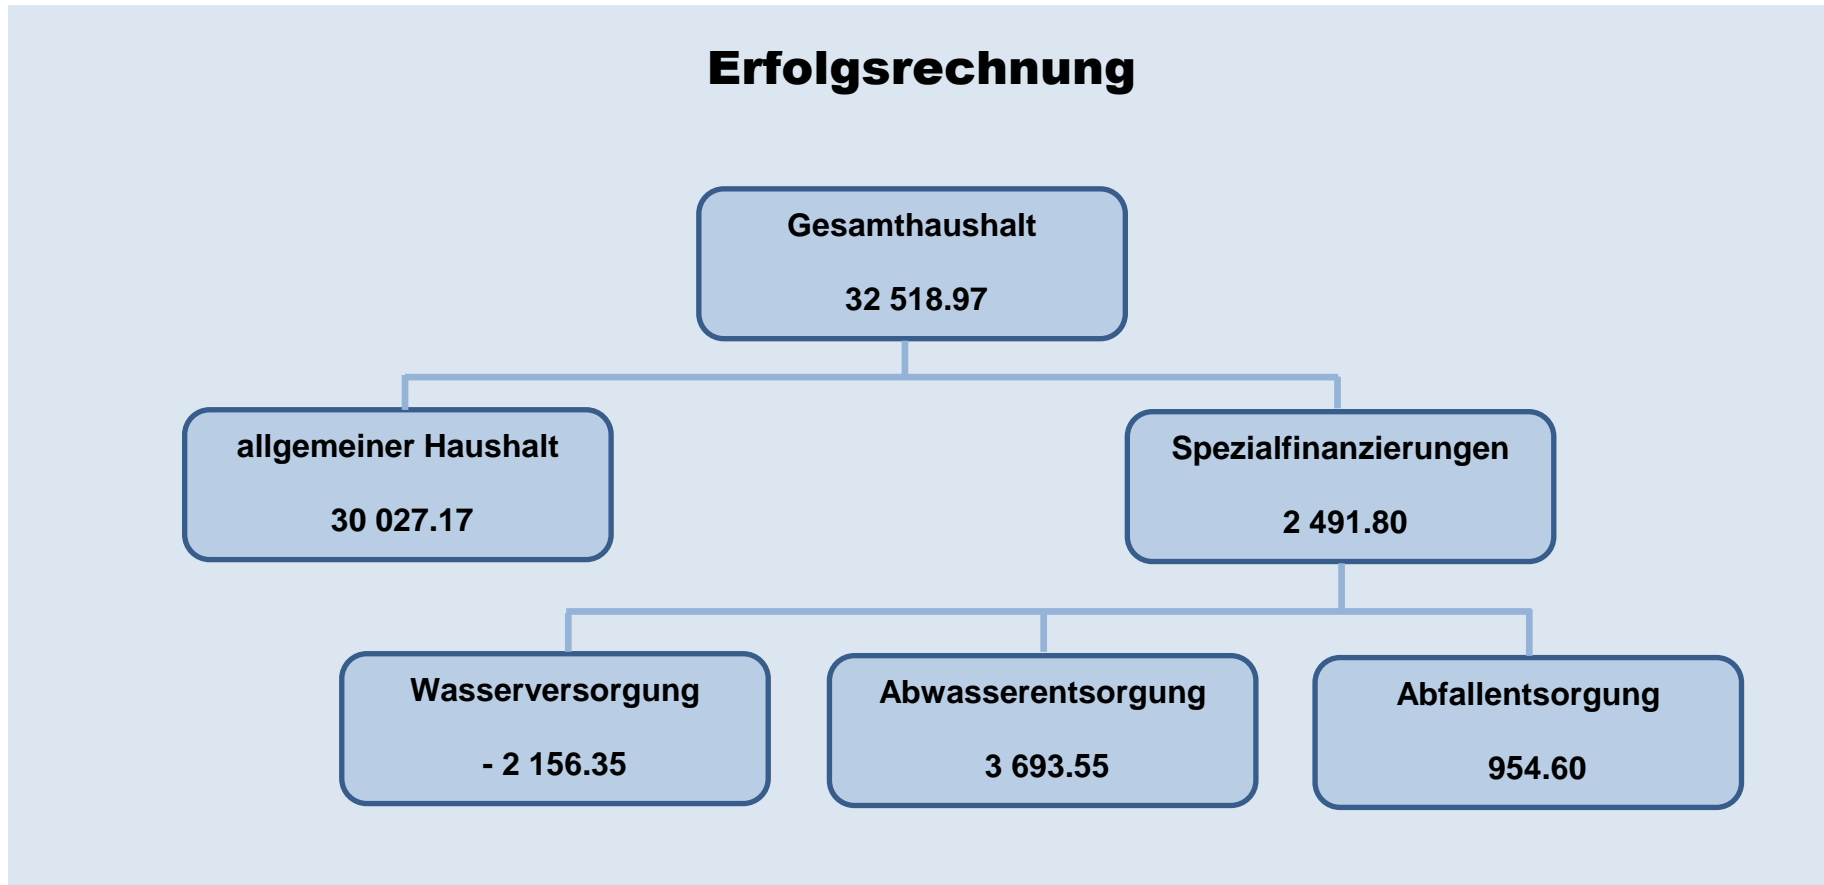 Erfolgsrechnung
Gesamthaushalt
32 518.97
allgemeiner Haushalt
30 027.17
Spezialfinanzierungen
2 491.80
Wasserversorgung
- 2 156.35
Abwasserentsorgung
3 693.55
Abfallentsorgung
954.60